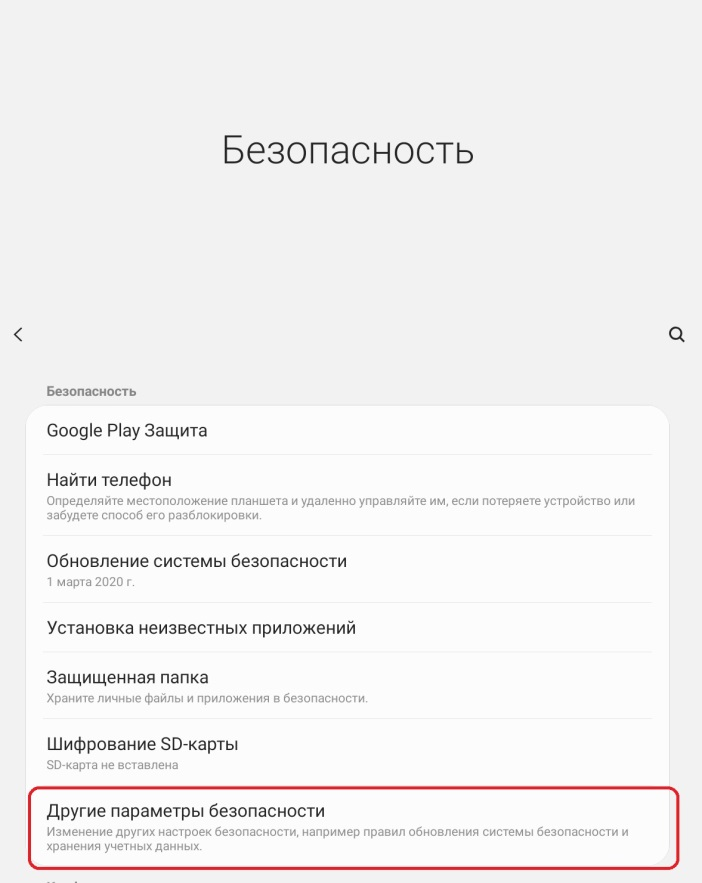 Безопасность
Безопасность
Google Play Защита
Найти телефон
Определяйте местоположение планшета и удаленно управляйте им, если потеряете устройство или
забудете способ его разблокировки.
Обновление системы безопасности
1 марта 2020 г.
Установка неизвестных приложений
Защищенная папка
Храните личные файлы и приложения в безопасности.
Шифрование SD-карты
SD-карта не вставлена
Другие параметры безопасности
Изменение других настроек безопасности, например правил обновления системы безопасности и
хранения учетных данных.